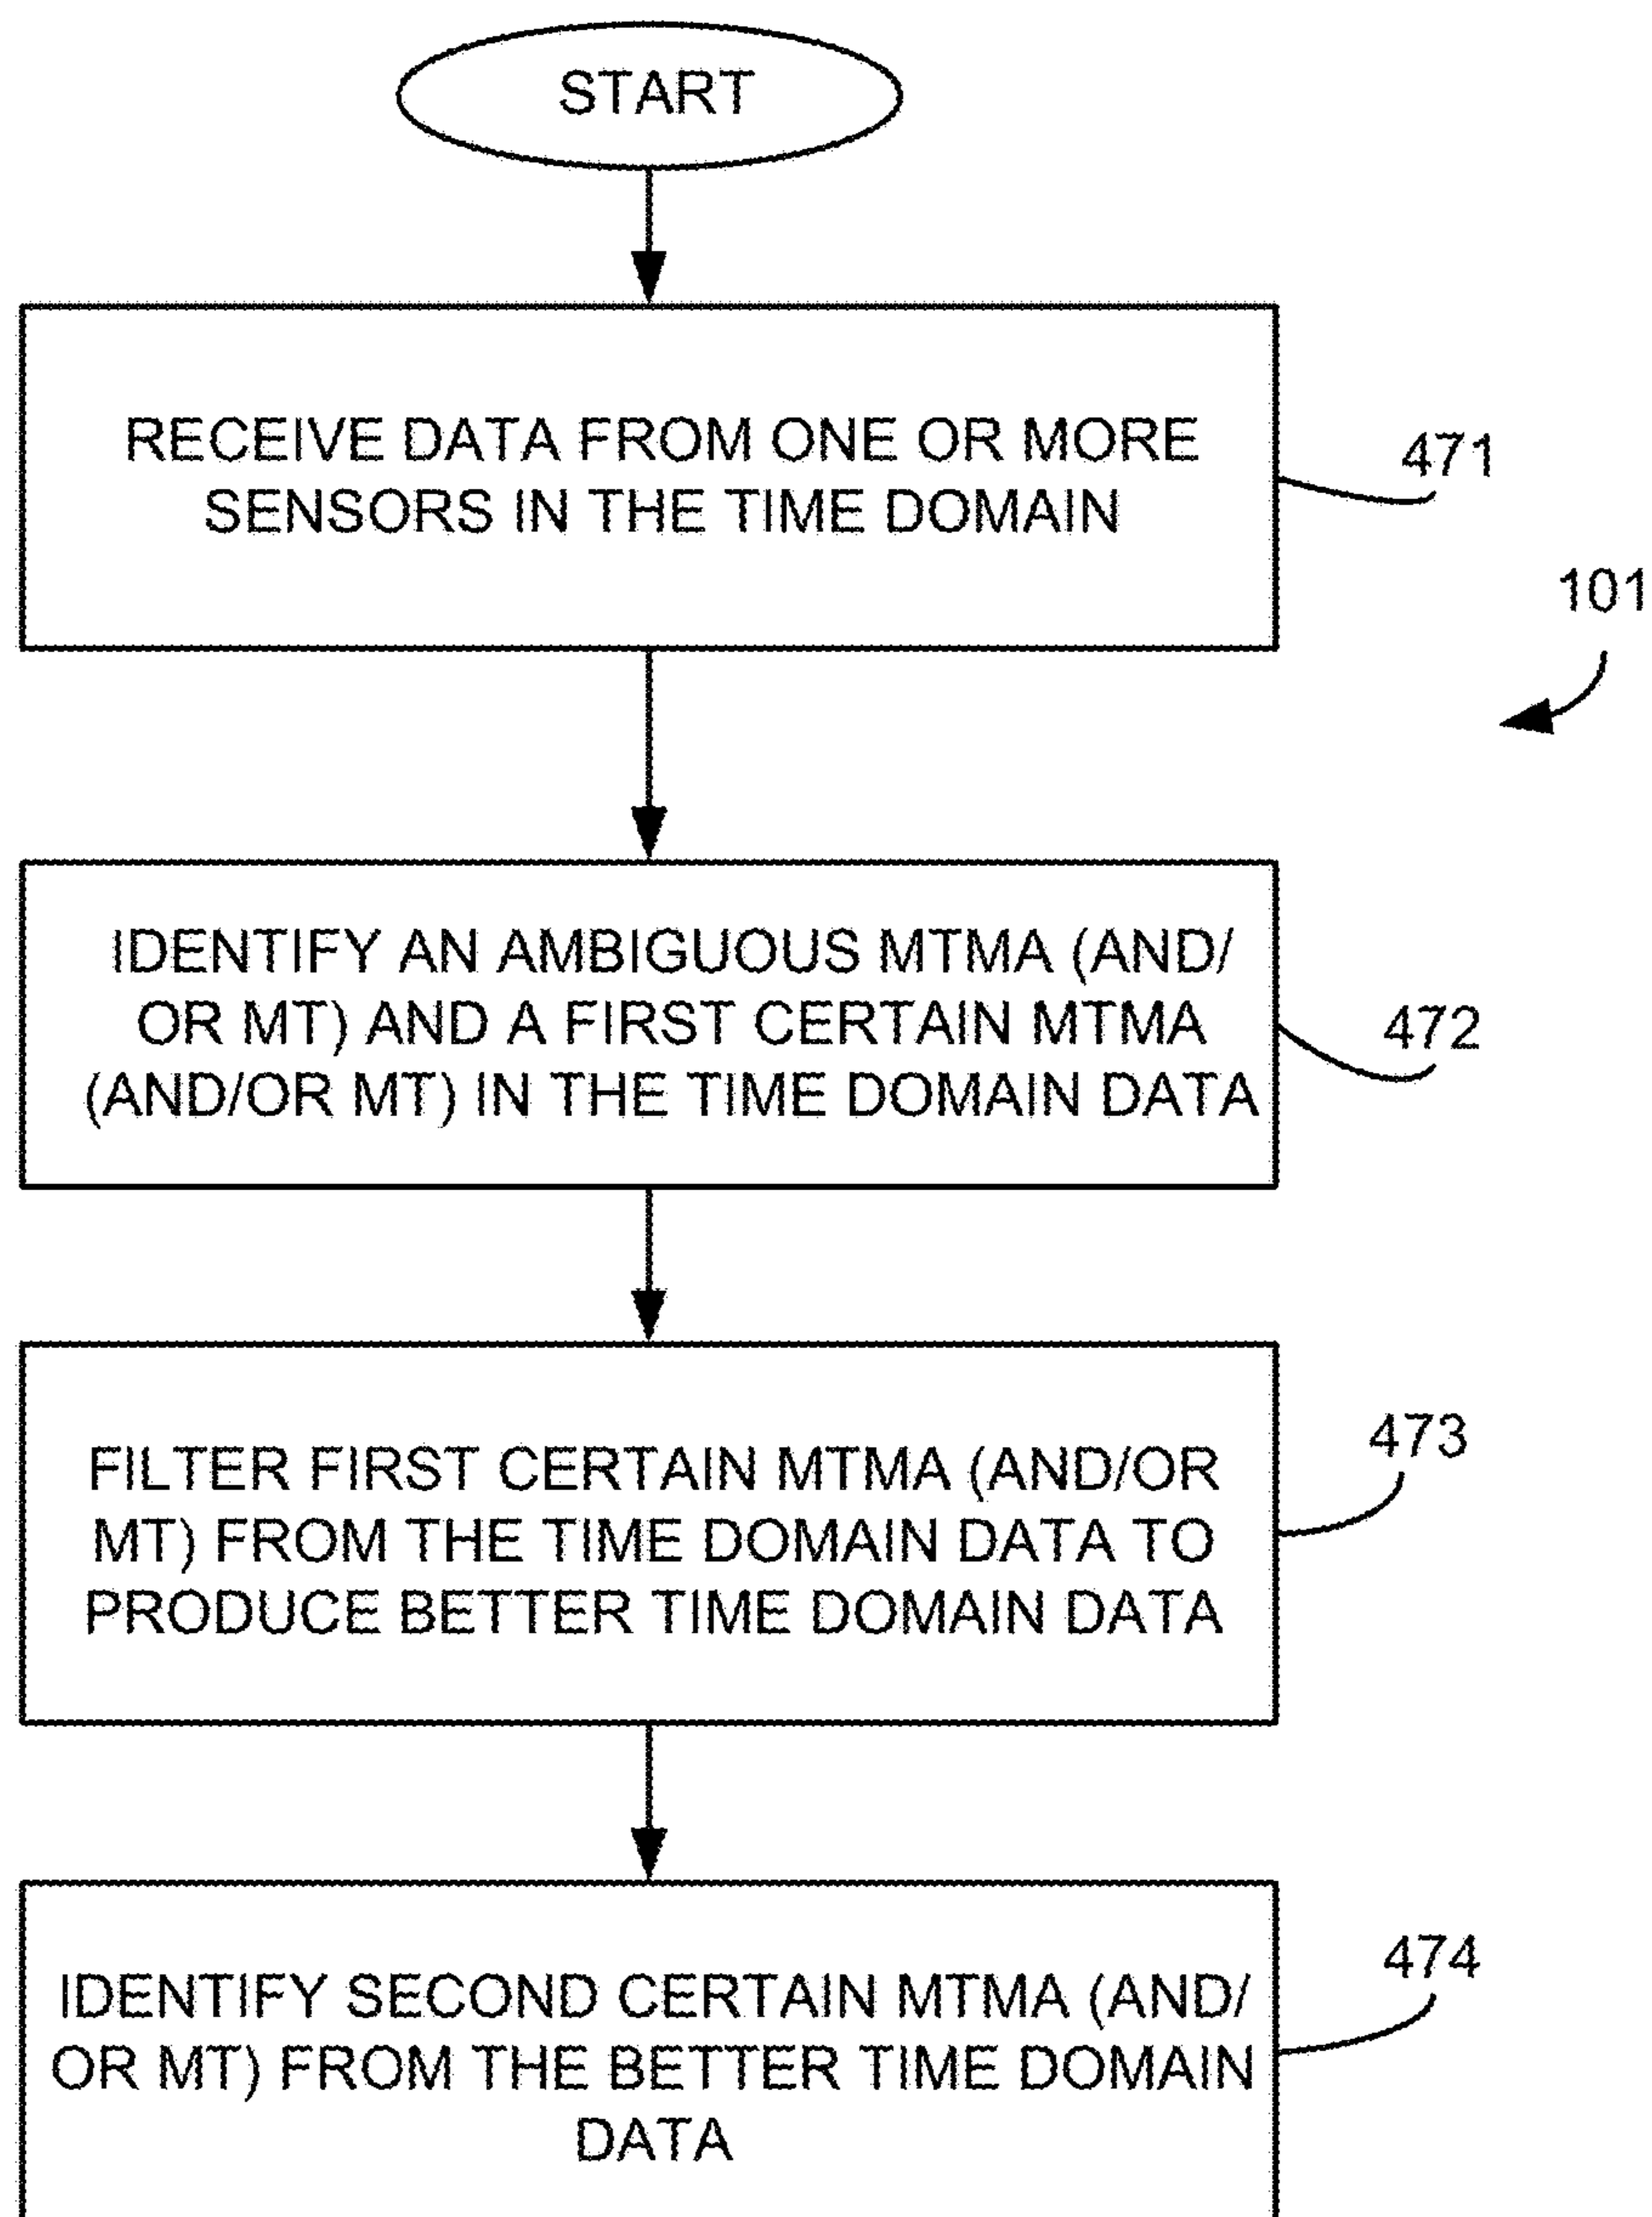 START
RECEIVE DATA FROM ONE OR MORE
SENSORS IN THE TIME DOMAIN
471
101
IDENTIFY AN AMBIGUOUS MTMA (AND/
OR MT) AND A FIRST CERTAIN MTMA
(AND/OR MT) IN THE TIME DOMAIN DATA
472
FILTER FIRST CERTAIN MTMA (AND/OR
MT) FROM THE TIME DOMAIN DATA TO
PRODUCE BETTER TIME DOMAIN DATA
473
IDENTIFY SECOND CERTAIN MTMA (AND/
OR MT) FROM THE BETTER TIME DOMAIN
DATA
474